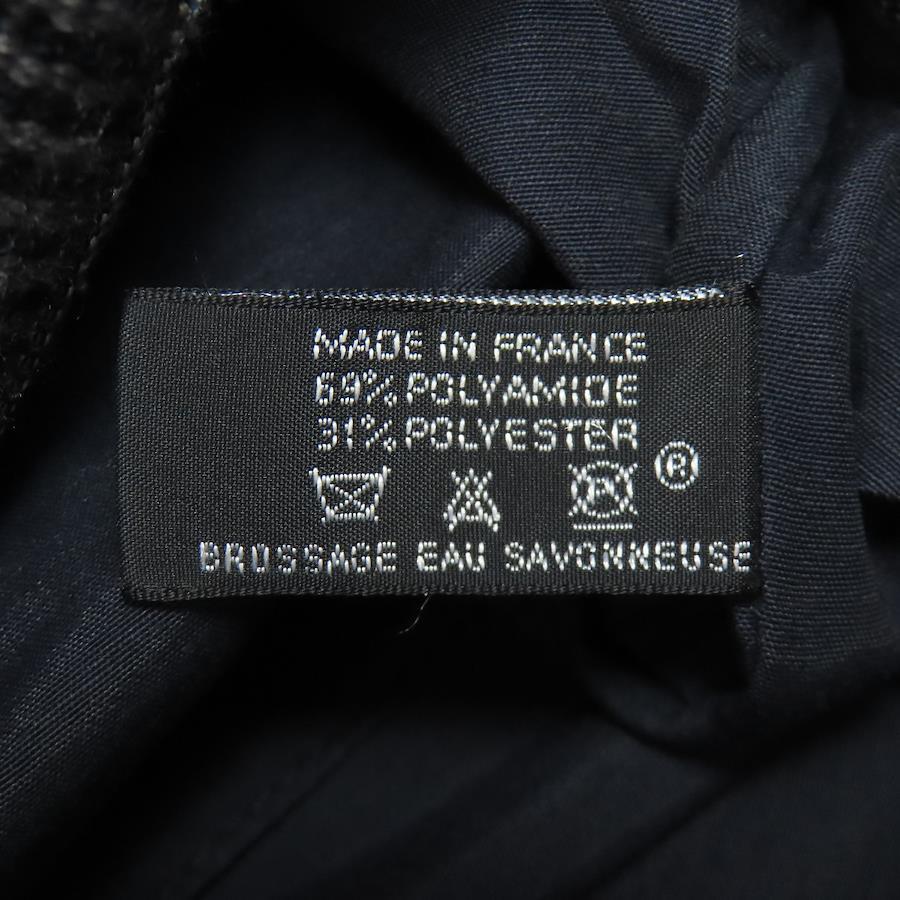 MADE IN FRANCE
69% POLYAMIDE
31% POLYESTER
®
BROSSAGE EAU SAVONNEUSE